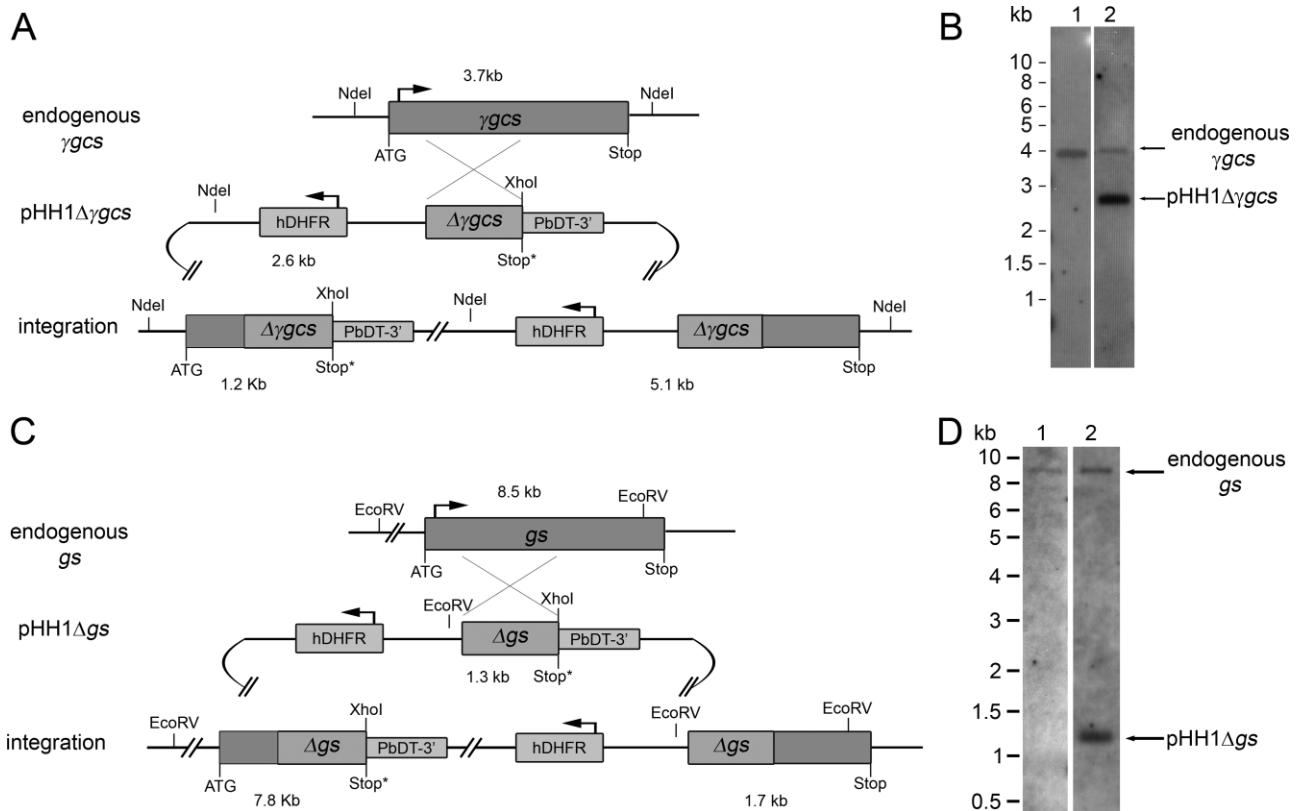 A
3.7kb
NdeI
NdeI
endogenous
γgcs
γgcs
ATG
Stop
XhoI
NdeI
pHH1Δγgcs
hDHFR
Δγgcs
PbDT-3'
Stop*
2.6 kb
XhoI
NdeI
NdeI
NdeI
integration
Δγgcs
PbDT-3'
hDHFR
Δγgcs
ATG
Stop*
Stop
1.2 Kb
5.1 kb
B
kb
1
2
10
8
6
5
4
3
2
1.5
1
endogenous
γgcs
pHH1Δγgcs
C
8.5 kb
EcoRV
EcoRV
endogenous
gs
gs
ATG
Stop
EcoRV
XhoI
pHH1Δgs
hDHFR
Δgs
PbDT-3'
1.3 kb
Stop*
EcoRV
XhoI
EcoRV
EcoRV
integration
Δgs
PbDT-3'
hDHFR
Δgs
ATG
Stop*
Stop
7.8 Kb
1.7 kb
D
kb
1
2
10
8
6
5
4
3
2
1.5
1
0.5
endogenous
gs
pHH1Δgs